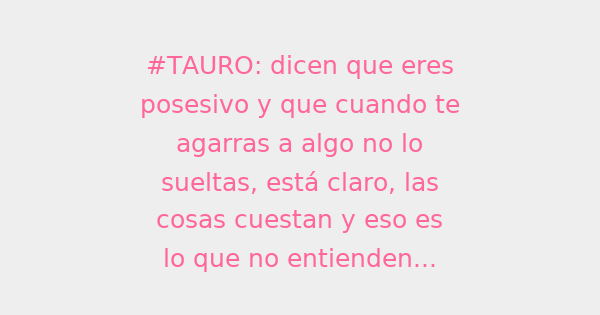 #TAURO: dicen que eres
posesivo y que cuando te
agarras a algo no lo
sueltas, está claro, las
cosas cuestan y eso es
lo que no entienden...